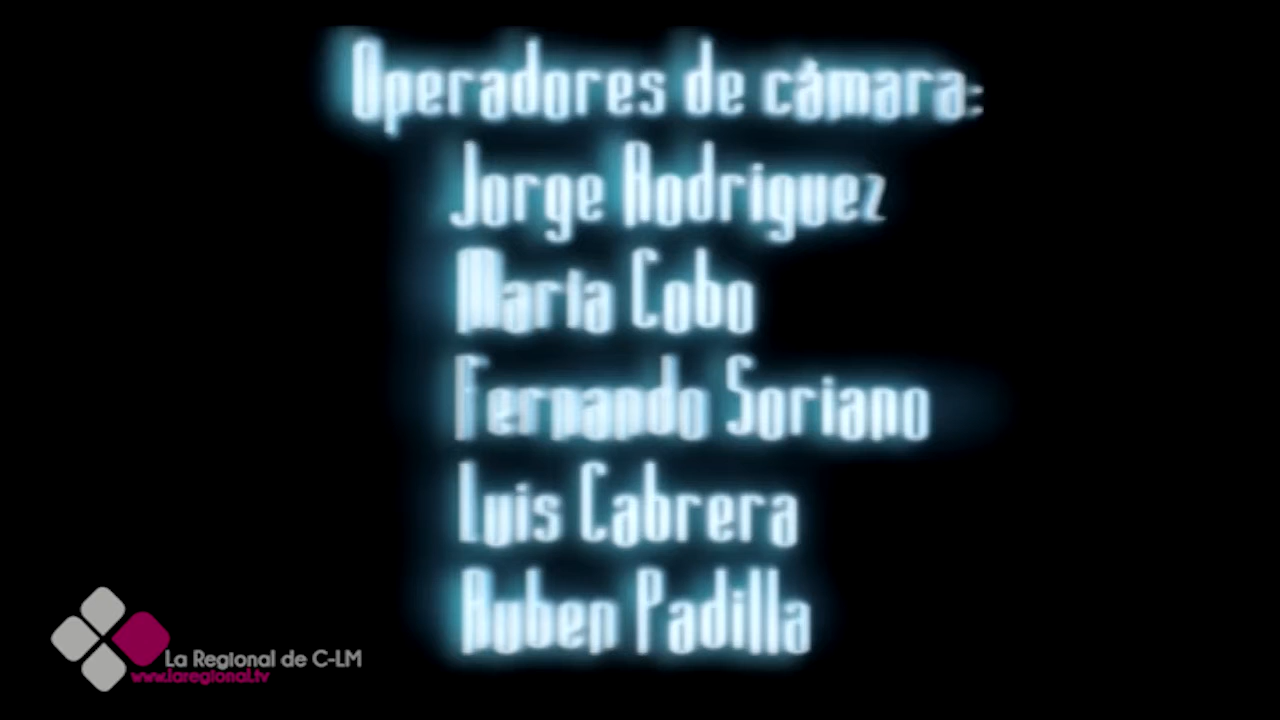 Operadores de cámara:
Jorge Rodriguez
María Cobo
Fernando Soriano
Luis Cabrera
Ruben Padilla
La Regional de C-LM
www.laregional.tv